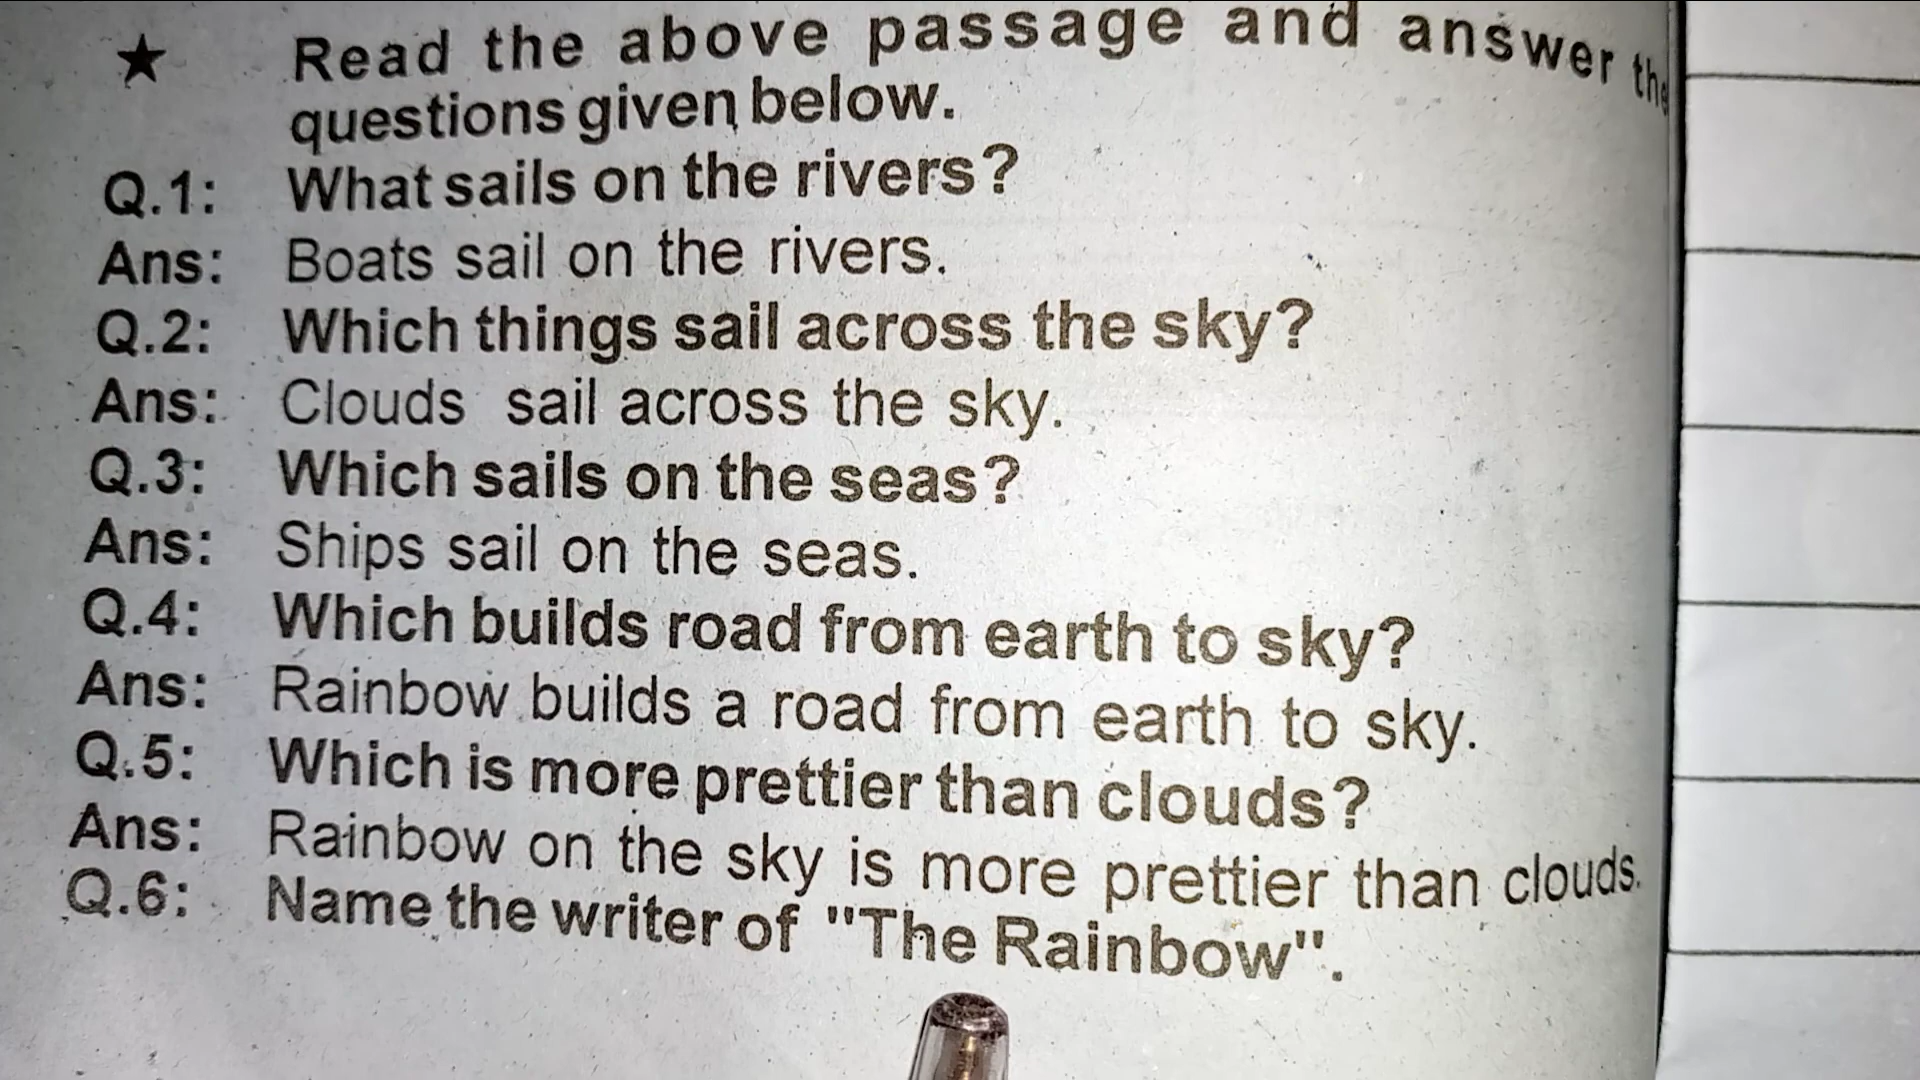 ★ Read the above passage and answer the
questions given below.
Q.1: What sails on the rivers?
Ans: Boats sail on the rivers.
Q.2: Which things sail across the sky?
Ans: Clouds sail across the sky.
Q.3: Which sails on the seas?
Ans: Ships sail on the seas.
Q.4: Which builds road from earth to sky?
Ans: Rainbow builds a road from earth to sky.
Q.5: Which is more prettier than clouds?
Ans: Rainbow on the sky is more prettier than clouds.
Q.6: Name the writer of "The Rainbow".